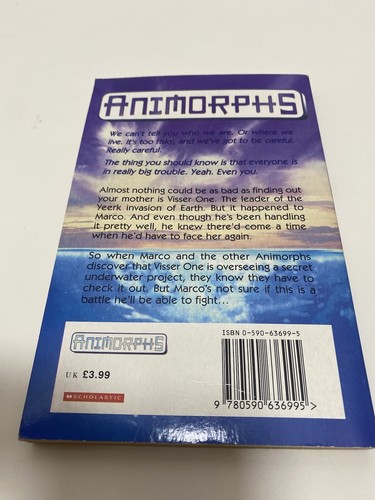 ANIMORPHS
We can't tell you who we are. Or where we
live. It's too risky, and we've got to be careful.
Really careful.
The thing you should know is that everyone is
in really big trouble. Yeah. Even you.
Almost nothing could be as bad as finding out
your mother is Visser One. The leader of the
Yeerk invasion of Earth. But it happened to
Marco. And even though he's been handling
it pretty well, he knew there'd come a time
when he'd have to face her again.
So when Marco and the other Animorphs
discover that Visser One is overseeing a secret
underwater project, they know they have to
check it out. But Marco's not sure if this is a
battle he'll be able to fight...
ISBN 0-590-63699-5
ANIMORPHS
UK £3.99
SCHOLASTIC
9 780590 636995 >